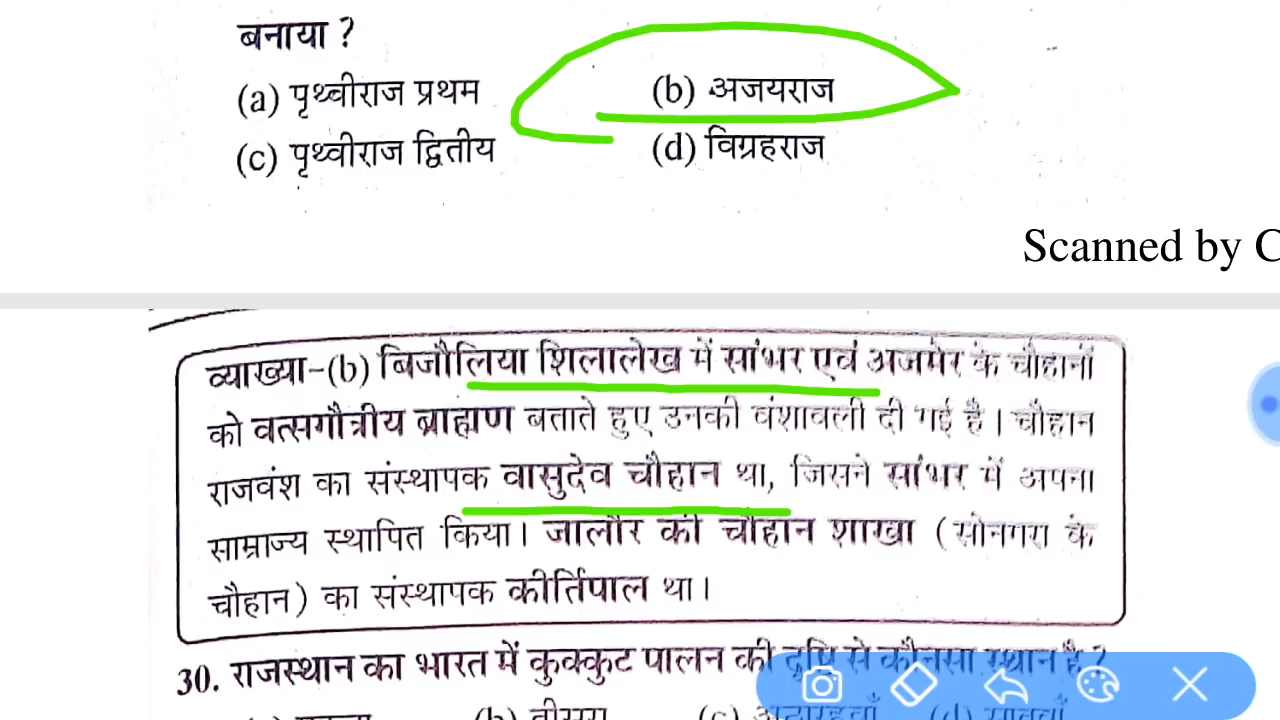 बनाया ?
(a) पृथ्वीराज प्रथम (b) अजयराज
(c) पृथ्वीराज द्वितीय (d) विग्रहराज
Scanned by C
व्याख्या-(b) बिजौलिया शिलालेख में सांभर एवं अजमेर के चौहानों
को वत्सगौत्रीय ब्राह्मण बताते हुए उनकी वंशावली दी गई है। चौहान
राजवंश का संस्थापक वासुदेव चौहान था, जिसने सांभर में अपना
साम्राज्य स्थापित किया। जालौर की चौहान शाखा (सोनगरा के
चौहान) का संस्थापक कीर्तिपाल था।
30. राजस्थान का भारत में कुक्कुट पालन की दृष्टि से कौनसा स्थान है ?
(b) तीसरा